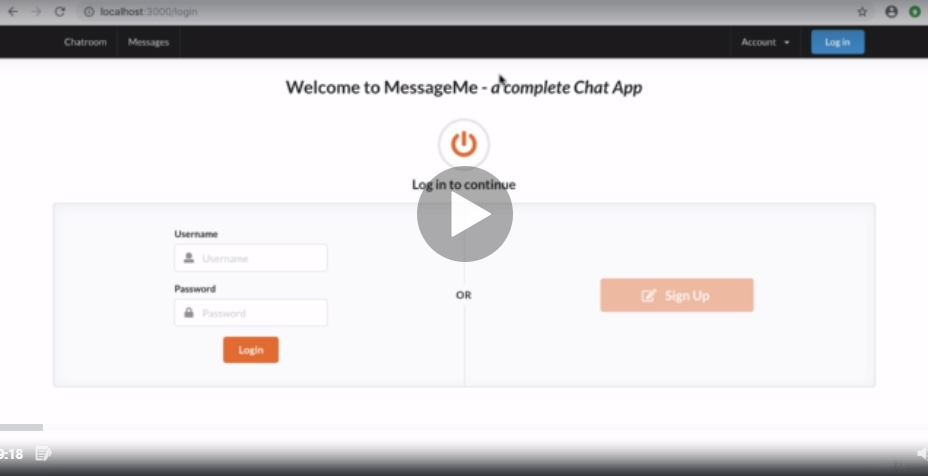 localhost:3000/login
Chatroom Messages Account Log in
Welcome to MessageMe - a complete Chat App
Log in to continue
Username
Username
Password
Password
Login
OR
Sign Up
9:18